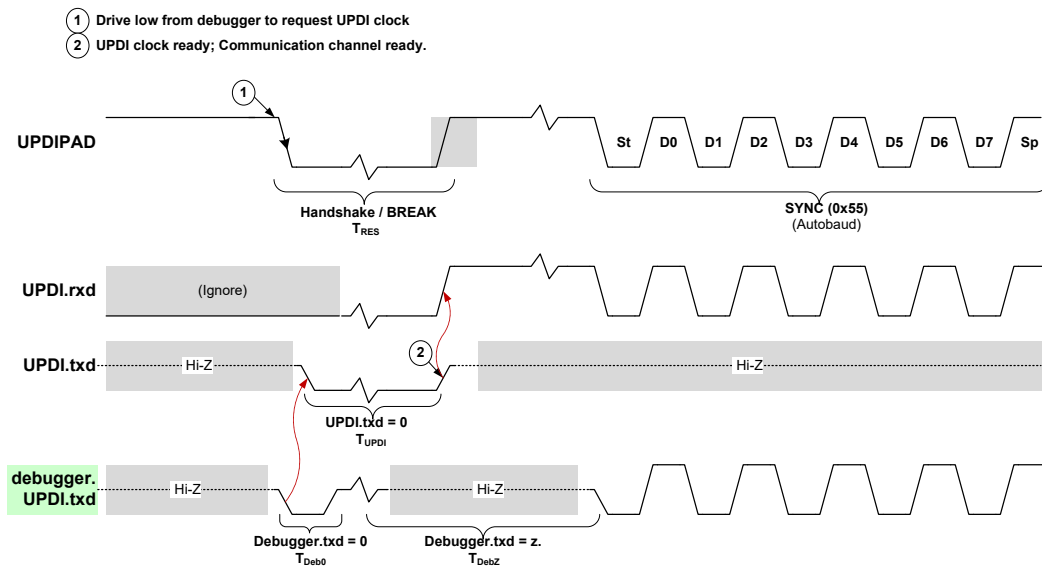 1 Drive low from debugger to request UPDI clock
2 UPDI clock ready; Communication channel ready.
1
UPDIPAD
St D0 D1 D2 D3 D4 D5 D6 D7 Sp
Handshake / BREAK
TRES
SYNC (0x55)
(Autobaud)
UPDI.rxd
(Ignore)
2
UPDI.txd
Hi-Z Hi-Z
UPDI.txd = 0
TUPDI
debugger.
UPDI.txd
Hi-Z Hi-Z
Debugger.txd = 0 Debugger.txd = z.
TDeb0 TDebZ